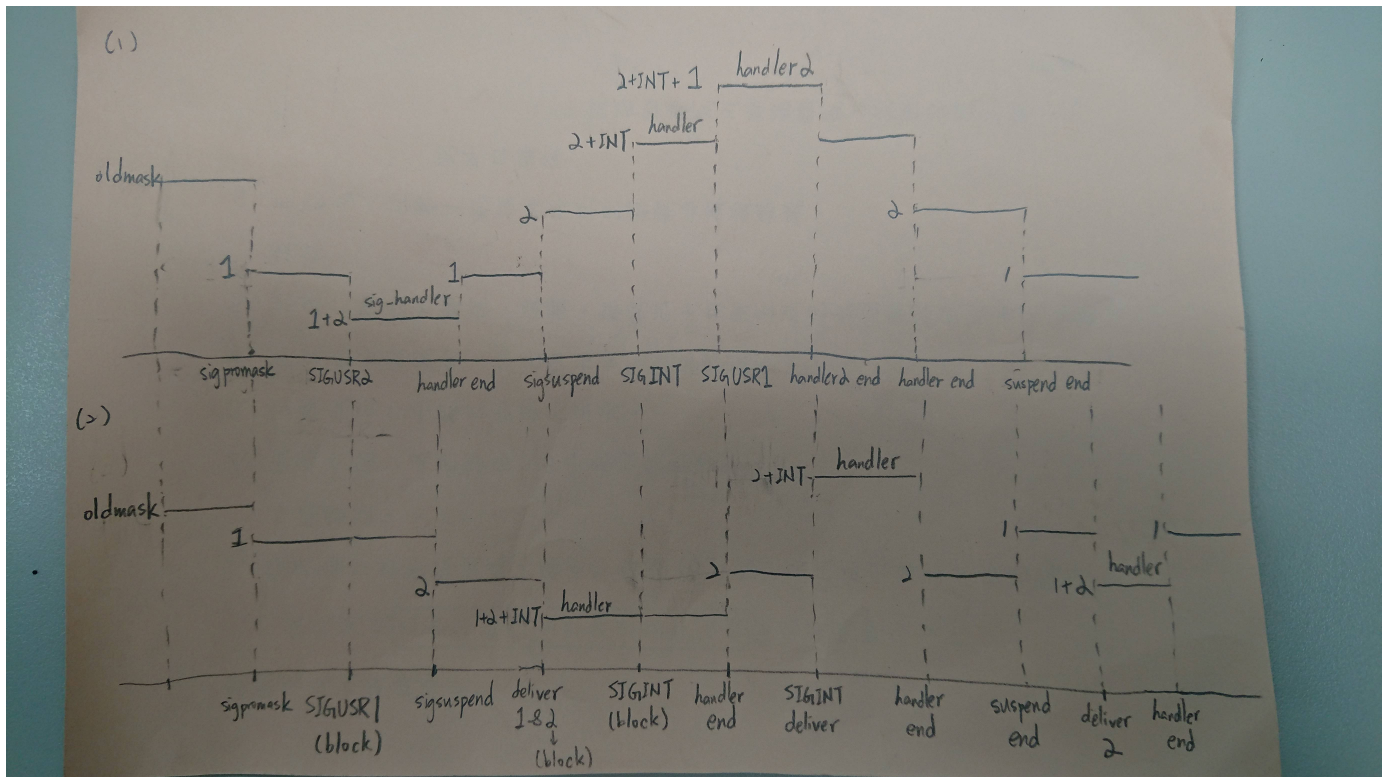 (1)
2+INT+1 handler2
2+INT handler
oldmask
2 2
1 1 1
sig-handler
1+2
sigpromask SIGUSR2 handler end sigsuspend SIGINT SIGUSR1 handler2 end handler end suspend end
(2)
2+INT handler
oldmask
1 1 1
2 2 2 1+2 handler
1+2+INT handler
sigpromask SIGUSR1 sigsuspend deliver SIGINT handler SIGINT handler suspend deliver handler
(block) 1&2 (block) end deliver end end 2 end
(block)